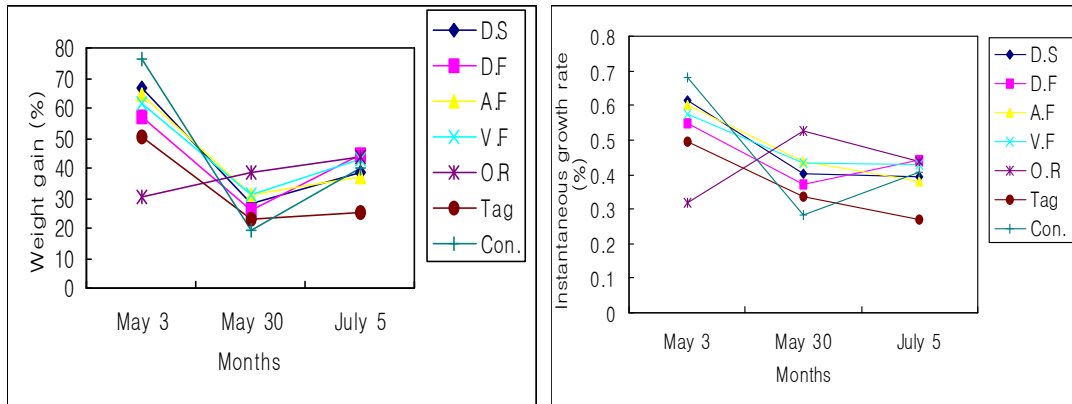 80
70
60
50
40
30
20
10
0
Weight gain (%)
May 3
May 30
July 5
Months
D.S
D.F
A.F
V.F
O.R
Tag
Con.
0.8
0.7
0.6
0.5
0.4
0.3
0.2
0.1
0
Instantaneous growth rate
(%)
May 3
May 30
July 5
Months
D.S
D.F
A.F
V.F
O.R
Tag
Con.